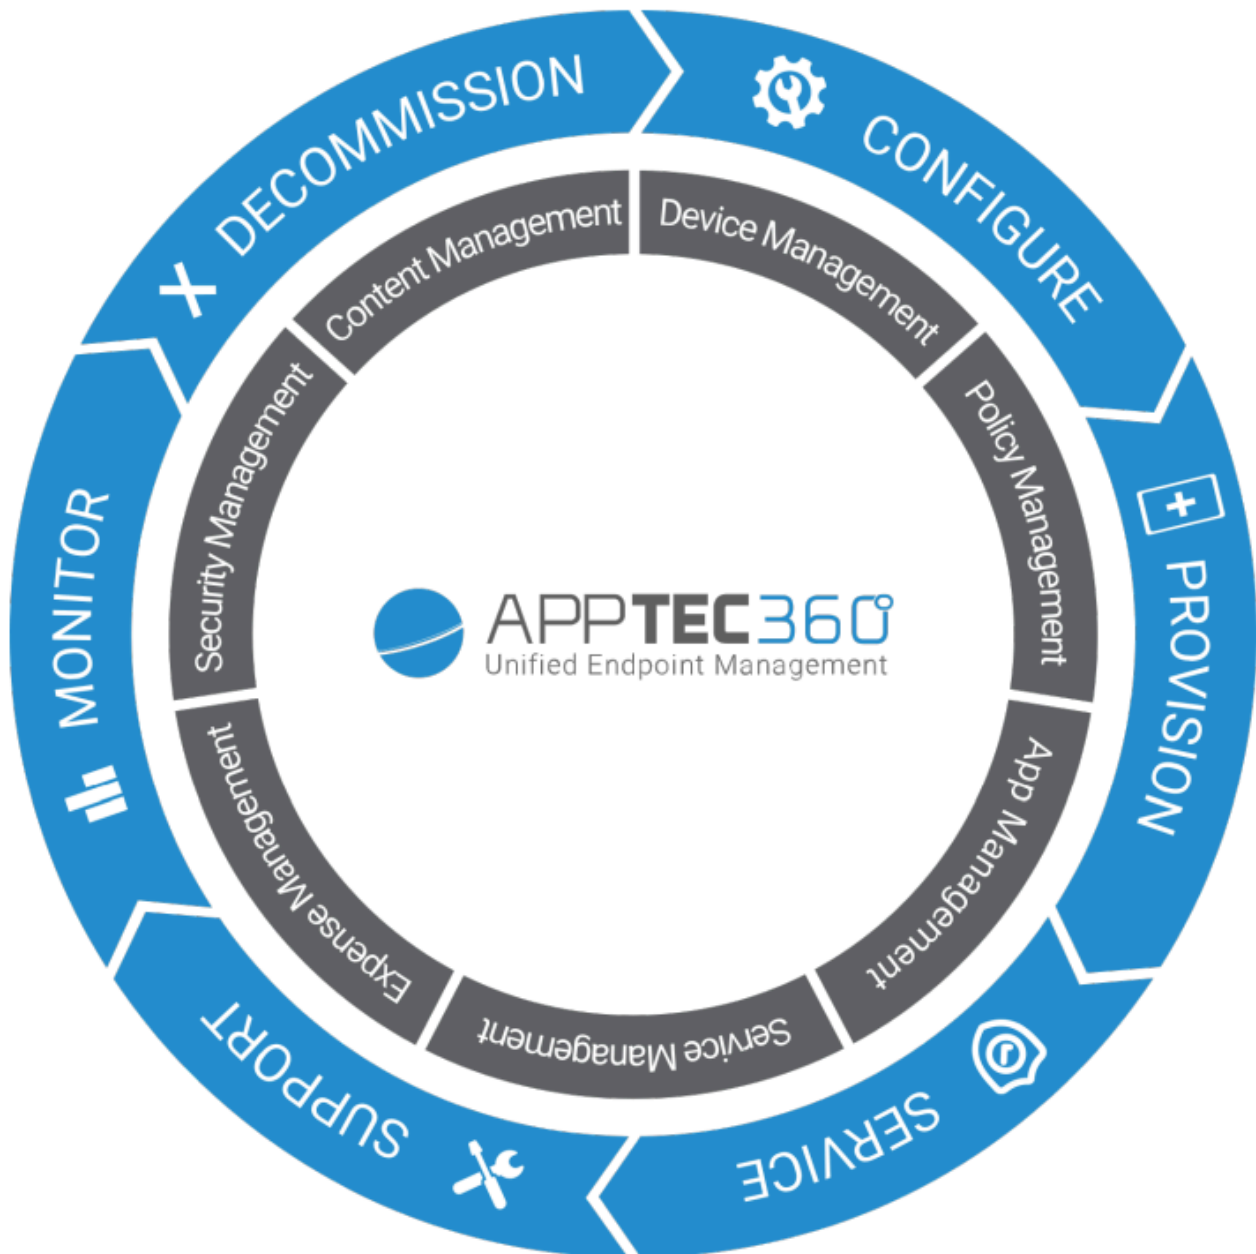 CONFIGURE
PROVISION
SERVICE
SUPPORT
MONITOR
DECOMMISSION
Device Management
Policy Management
App Management
Service Management
Expense Management
Security Management
Content Management
APPTEC360°
Unified Endpoint Management